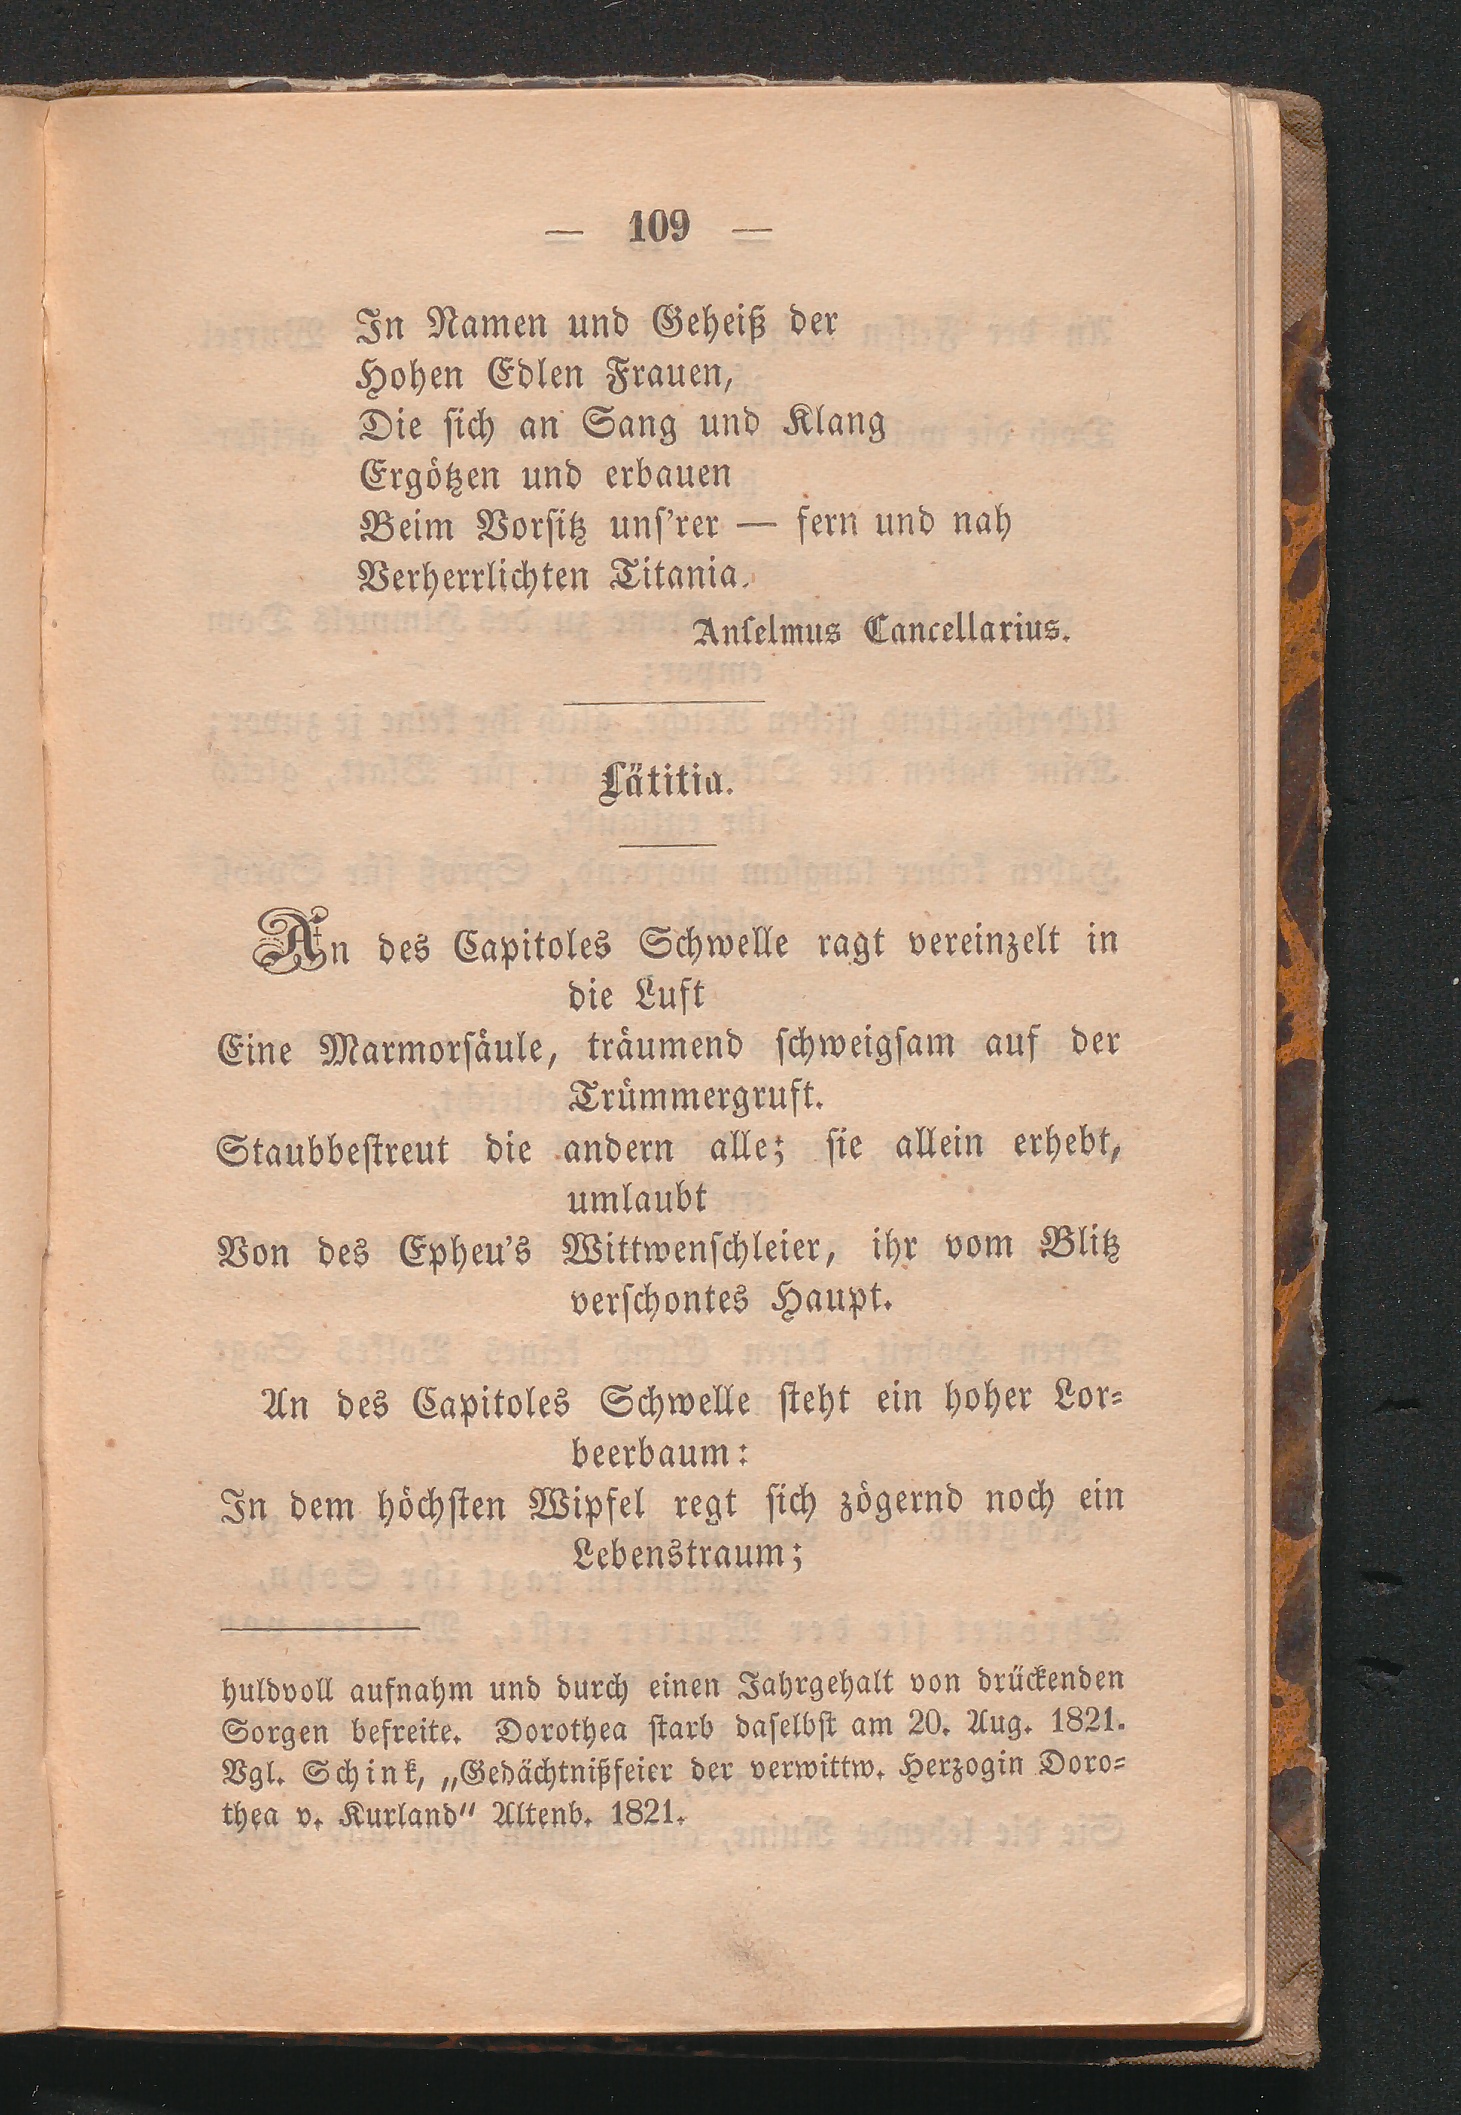 — 109 —
In Namen und Geheiß der
Hohen Edlen Frauen,
Die sich an Sang und Klang
Ergötzen und erbauen
Beim Vorsitz uns'rer — fern und nah
Verherrlichten Titania.
Anselmus Cancellarius.
Lätitia.
An des Capitoles Schwelle ragt vereinzelt in
die Luft
Eine Marmorsäule, träumend schweigsam auf der
Trümmergruft.
Staubbestreut die andern alle; sie allein erhebt,
umlaubt
Von des Epheu's Wittwenschleier, ihr vom Blitz
verschontes Haupt.
An des Capitoles Schwelle steht ein hoher Lor-
beerbaum:
In dem höchsten Wipfel regt sich zögernd noch ein
Lebenstraum;
huldvoll aufnahm und durch einen Jahrgehalt von drückenden
Sorgen befreite. Dorothea starb daselbst am 20. Aug. 1821.
Vgl. Schink, „Gedächtnißfeier der verwittw. Herzogin Doro-
thea v. Kurland“ Altenb. 1821.